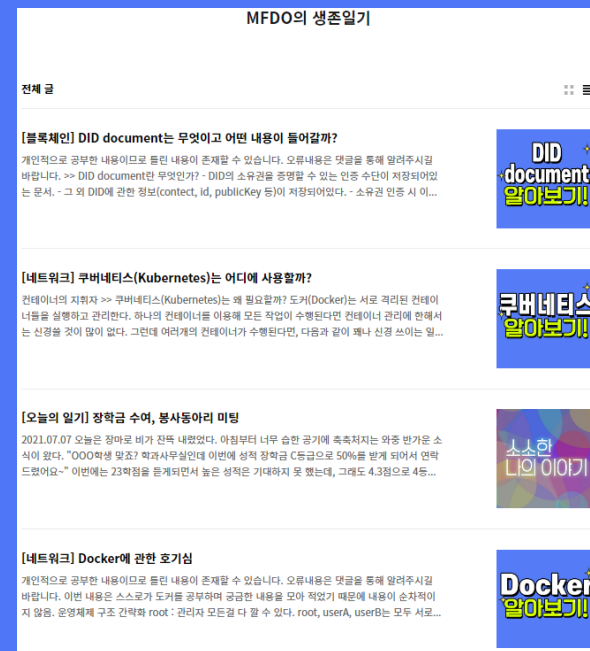 MFDO의 생존일기
전체 글
[블록체인] DID document는 무엇이고 어떤 내용이 들어갈까?
개인적으로 공부한 내용이므로 틀린 내용이 존재할 수 있습니다. 오류내용은 댓글을 통해 알려주시길
바랍니다. >> DID document란 무엇인가? - DID의 소유권을 증명할 수 있는 인증 수단이 저장되어있
는 문서. - 그 외 DID에 관한 정보(contect, id, publicKey 등)이 저장되어있다. - 소유권 인증 시 이...
DID
document
알아보기!
[네트워크] 쿠버네티스(Kubernetes)는 어디에 사용할까?
컨테이너의 지휘자 >> 쿠버네티스(Kubernetes)는 왜 필요할까? 도커(Docker)는 서로 격리된 컨테이
너들을 실행하고 관리한다. 하나의 컨테이너를 이용해 모든 작업이 수행된다면 컨테이너 관리에 한해서
는 신경쓸 것이 많이 없다. 그런데 여러개의 컨테이너가 수행된다면, 다음과 같이 꽤나 신경 쓰이는 일...
쿠버네티스
알아보기!
[오늘의 일기] 장학금 수여, 봉사동아리 미팅
2021.07.07 오늘은 장마로 비가 잔뜩 내렸었다. 아침부터 너무 습한 공기에 축축처지는 와중 반가운 소
식이 왔다. "OOO학생 맞죠? 학과사무실인데 이번에 성적 장학금 C등급으로 50%를 받게 되어서 연락
드렸어요~" 이번에는 23학점을 듣게되면서 높은 성적은 기대하지 못 했는데, 그래도 4.3점으로 4등...
소소한
나의 이야기
[네트워크] Docker에 관한 호기심
개인적으로 공부한 내용이므로 틀린 내용이 존재할 수 있습니다. 오류내용은 댓글을 통해 알려주시길
바랍니다. 이번 내용은 스스로가 도커를 공부하며 궁금한 내용을 모아 적었기 때문에 내용이 순차적이
지 않음. 운영체제 구조 간략화 root : 관리자 모든걸 다 깔 수 있다. root, userA, userB는 모두 서로...
Docker
알아보기!